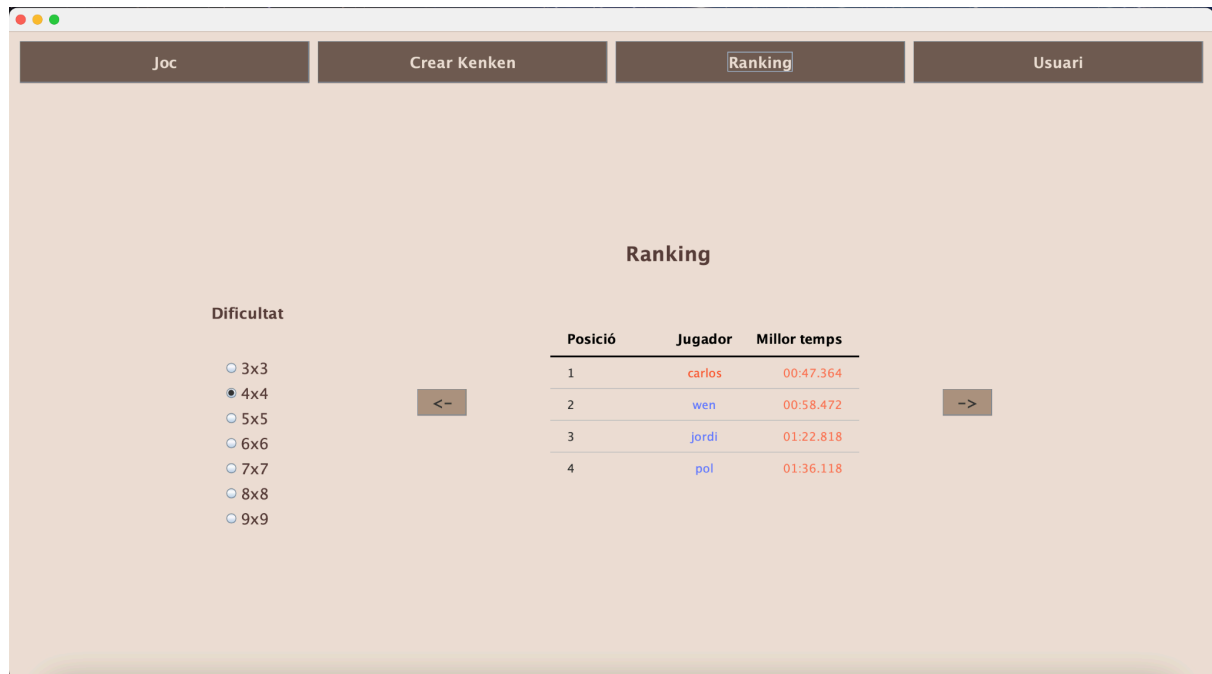 Joc Crear Kenken Ranking Usuari
Ranking
Dificultat
3x3
4x4
5x5
6x6
7x7
8x8
9x9
<-
Posició Jugador Millor temps
1 carlos 00:47.364
2 wen 00:58.472
3 jordi 01:22.818
4 pol 01:36.118
->